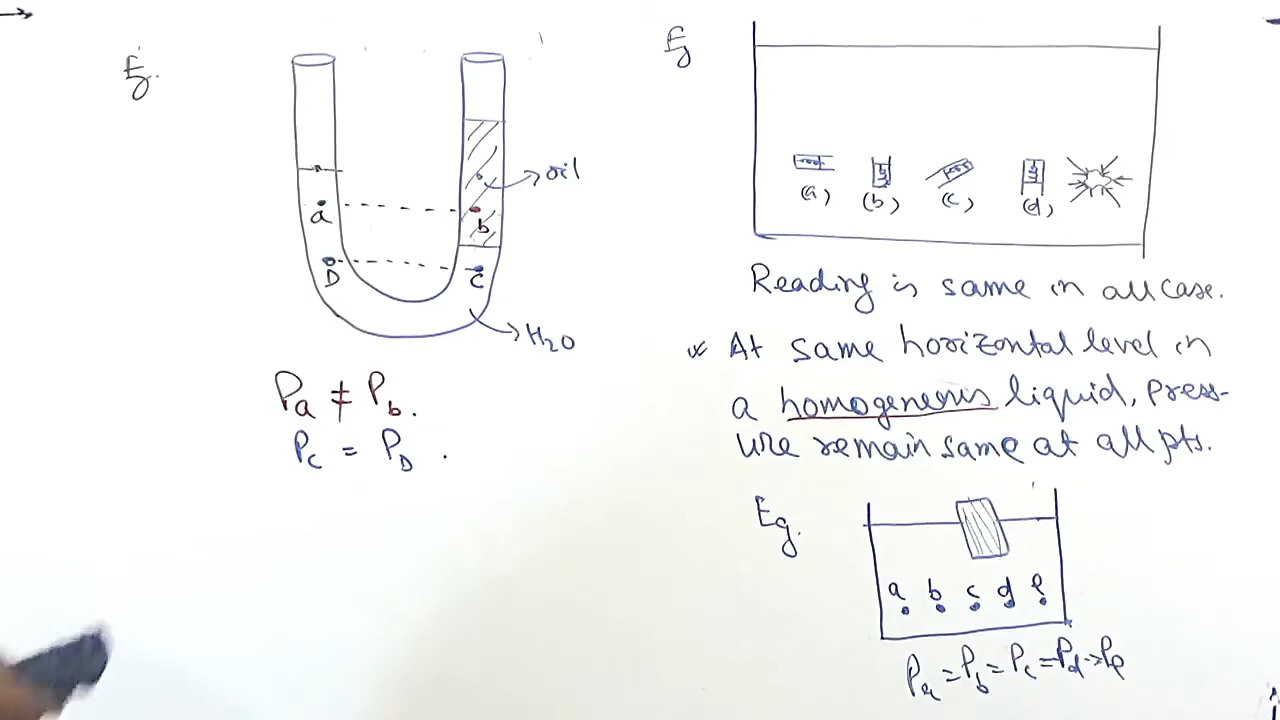 Eg.
oil
a
b
D
C
H2O
Pa ≠ Pb.
Pc = PD.
Eg
(a) (b) (c) (d)
Reading is same in all case.
* At same horizontal level in
a homogeneous liquid, press-
ure remain same at all pts.
Eg.
a b c d e
Pa = Pb = Pc = Pd → Pe